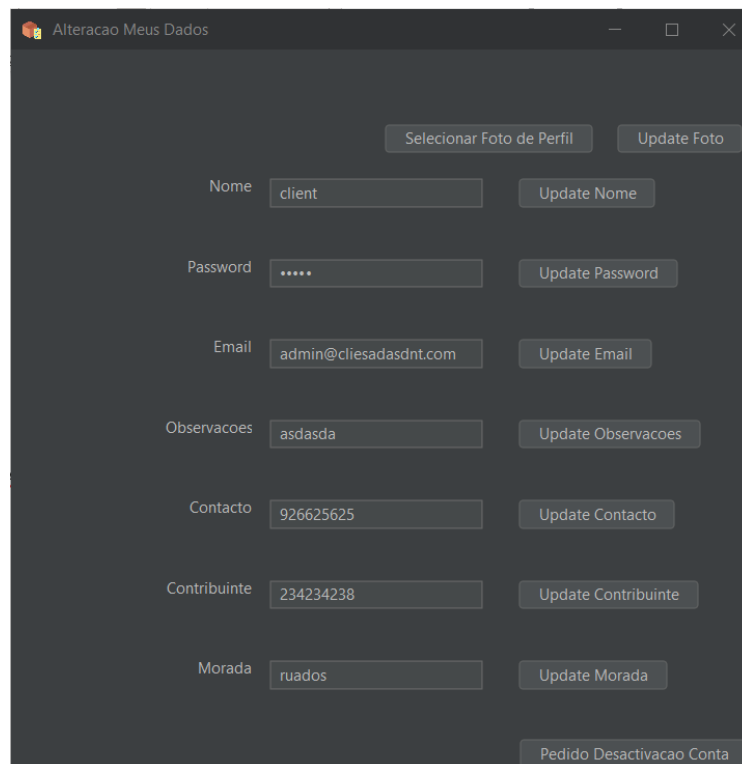 Alteracao Meus Dados
Selecionar Foto de Perfil Update Foto
Nome client Update Nome
Password ••••• Update Password
Email admin@cliesadasdnt.com Update Email
Observacoes asdasda Update Observacoes
Contacto 926625625 Update Contacto
Contribuinte 234234238 Update Contribuinte
Morada ruados Update Morada
Pedido Desactivacao Conta